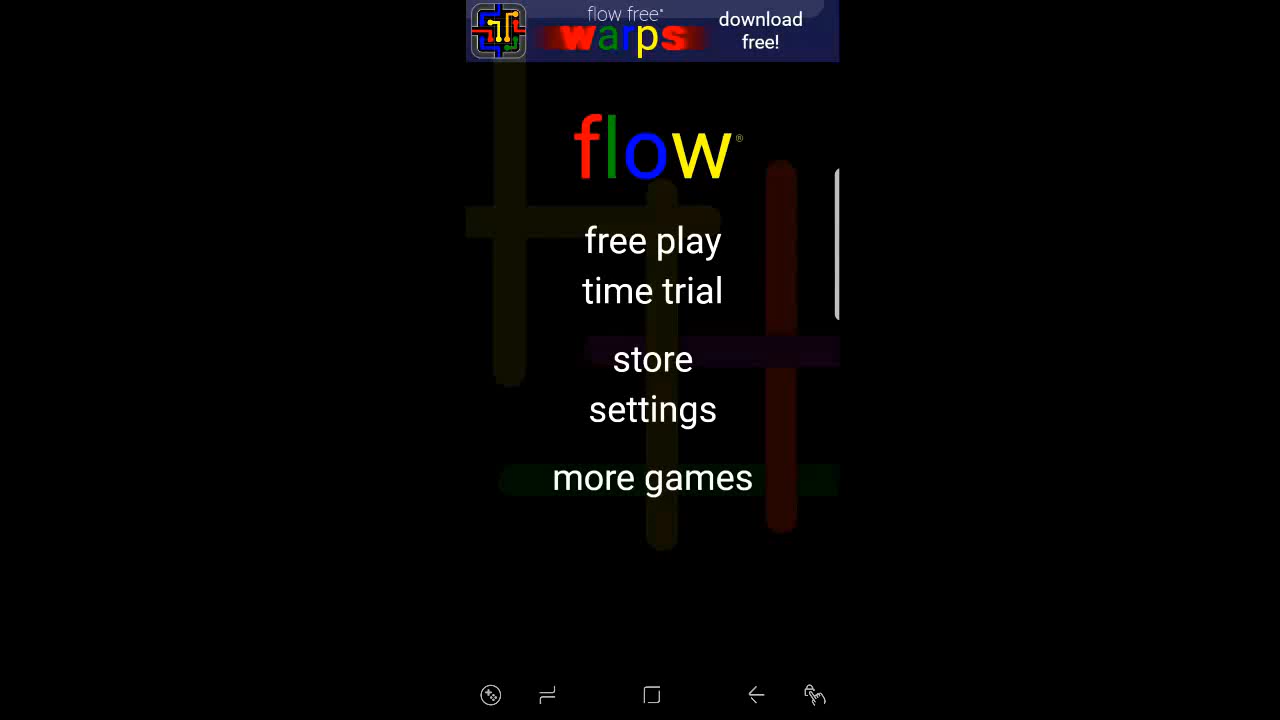 flow free®
warps
download
free!
flow®
free play
time trial
store
settings
more games